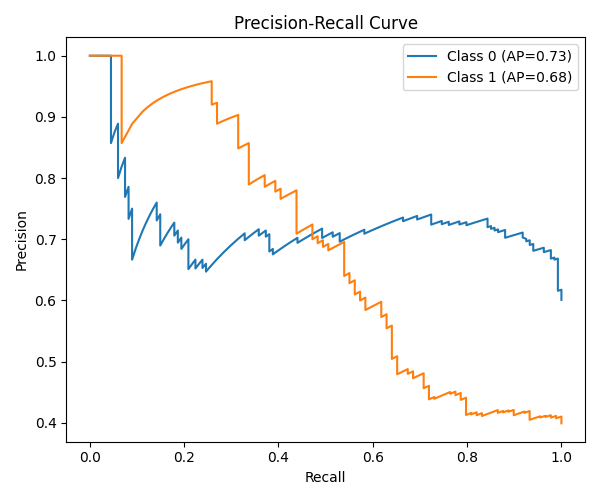 Precision-Recall Curve
Class 0 (AP=0.73)
Class 1 (AP=0.68)
1.0
0.9
0.8
0.7
0.6
0.5
0.4
Precision
0.0 0.2 0.4 0.6 0.8 1.0
Recall